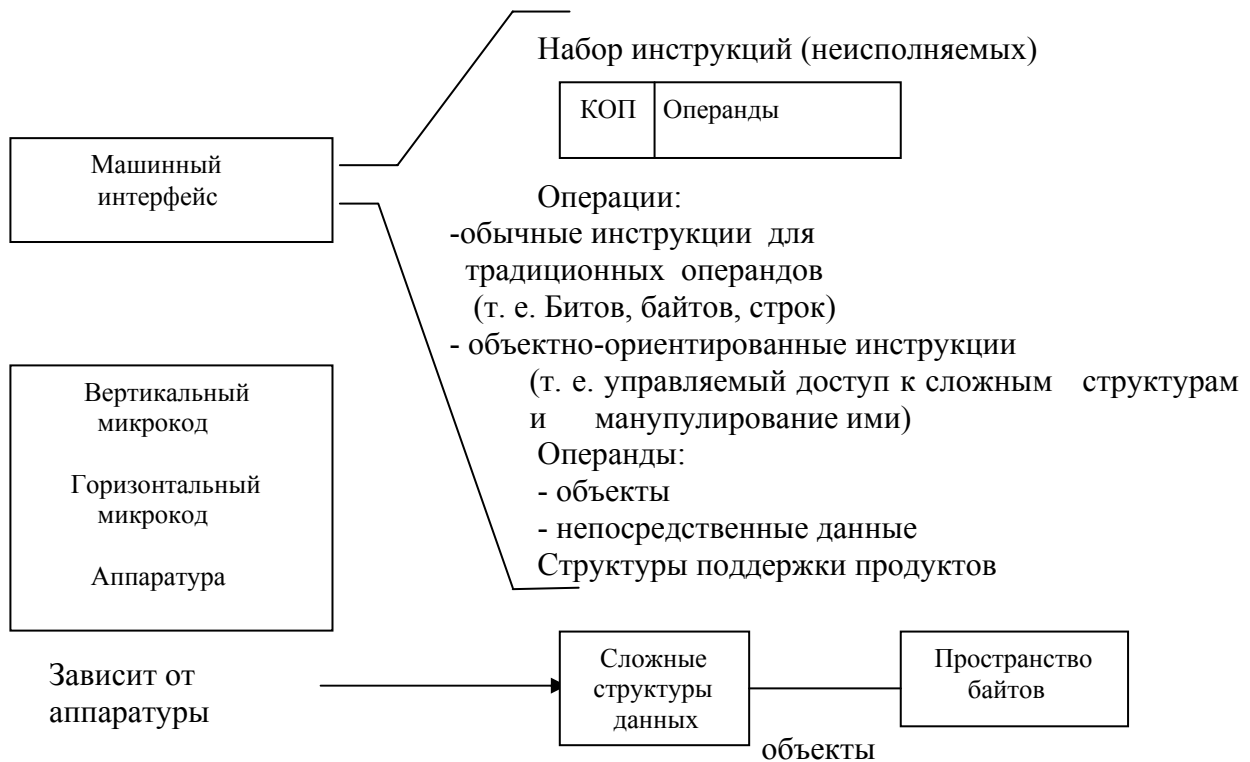 Набор инструкций (неисполняемых)
КОП
Операнды
Машинный
интерфейс
Операции:
-обычные инструкции для
традиционных операндов
(т. е. Битов, байтов, строк)
- объектно-ориентированные инструкции
(т. е. управляемый доступ к сложным структурам
и манупулирование ими)
Операнды:
- объекты
- непосредственные данные
Структуры поддержки продуктов
Вертикальный
микрокод
Горизонтальный
микрокод
Аппаратура
Зависит от
аппаратуры
Сложные
структуры
данных
объекты
Пространство
байтов